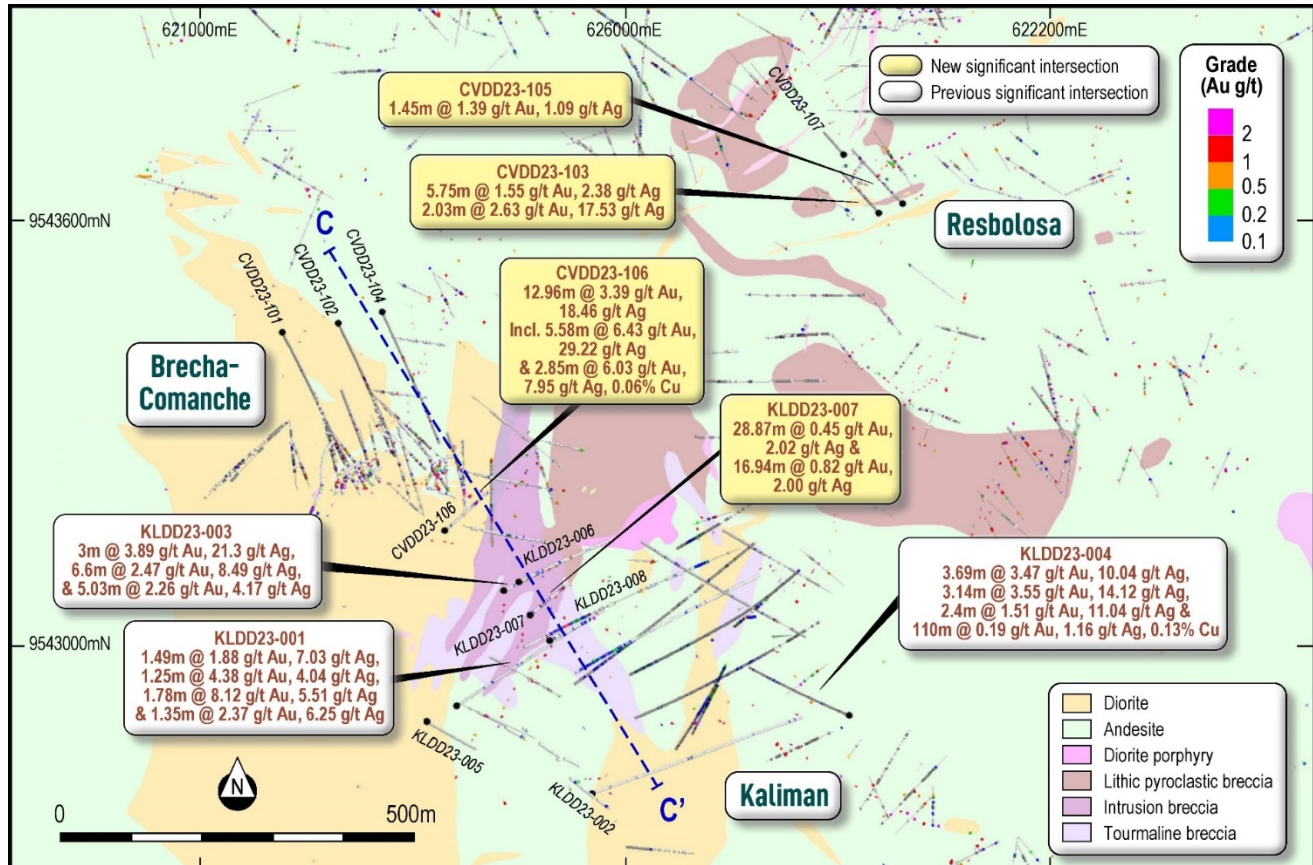 621000mE
626000mE
622200mE
New significant intersection
Previous significant intersection
Grade
(Au g/t)
2
1
0.5
0.2
0.1
CVDD23-105
1.45m @ 1.39 g/t Au, 1.09 g/t Ag
CVDD23-107
CVDD23-103
5.75m @ 1.55 g/t Au, 2.38 g/t Ag
2.03m @ 2.63 g/t Au, 17.53 g/t Ag
9543600mN
Resbolosa
C
CVDD23-101
CVDD23-102
CVDD23-104
CVDD23-106
12.96m @ 3.39 g/t Au,
18.46 g/t Ag
Incl. 5.58m @ 6.43 g/t Au,
29.22 g/t Ag
& 2.85m @ 6.03 g/t Au,
7.95 g/t Ag, 0.06% Cu
Brecha-
Comanche
KLDD23-007
28.87m @ 0.45 g/t Au,
2.02 g/t Ag &
16.94m @ 0.82 g/t Au,
2.00 g/t Ag
CVDD23-106
KLDD23-003
3m @ 3.89 g/t Au, 21.3 g/t Ag,
6.6m @ 2.47 g/t Au, 8.49 g/t Ag,
& 5.03m @ 2.26 g/t Au, 4.17 g/t Ag
KLDD23-006
KLDD23-008
KLDD23-007
KLDD23-004
3.69m @ 3.47 g/t Au, 10.04 g/t Ag,
3.14m @ 3.55 g/t Au, 14.12 g/t Ag,
2.4m @ 1.51 g/t Au, 11.04 g/t Ag &
110m @ 0.19 g/t Au, 1.16 g/t Ag, 0.13% Cu
9543000mN
KLDD23-001
1.49m @ 1.88 g/t Au, 7.03 g/t Ag,
1.25m @ 4.38 g/t Au, 4.04 g/t Ag,
1.78m @ 8.12 g/t Au, 5.51 g/t Ag
& 1.35m @ 2.37 g/t Au, 6.25 g/t Ag
KLDD23-005
KLDD23-002
C'
Kaliman
N
0
500m
Diorite
Andesite
Diorite porphyry
Lithic pyroclastic breccia
Intrusion breccia
Tourmaline breccia